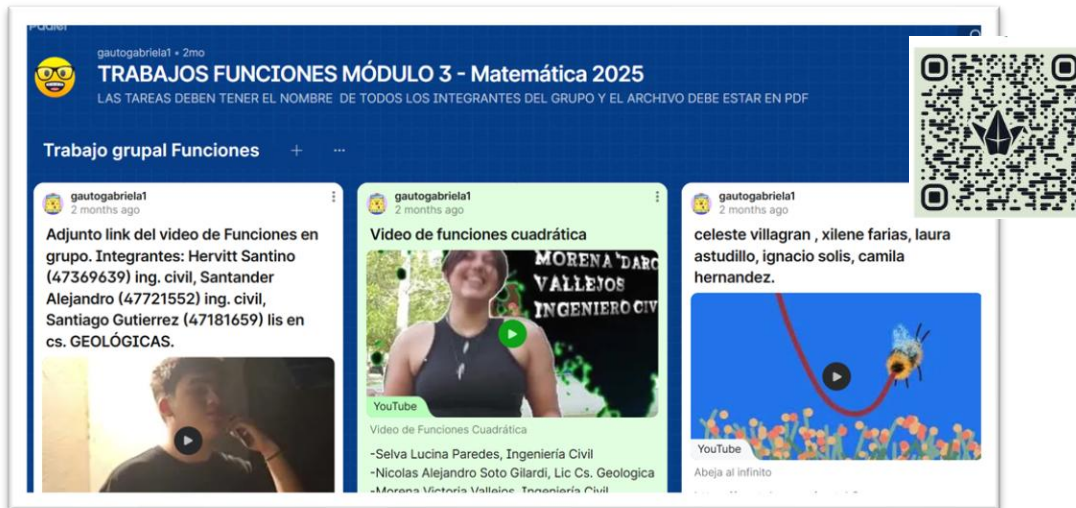 Padlet
gautogabriela1 • 2mo
TRABAJOS FUNCIONES MÓDULO 3 - Matemática 2025
LAS TAREAS DEBEN TENER EL NOMBRE DE TODOS LOS INTEGRANTES DEL GRUPO Y EL ARCHIVO DEBE ESTAR EN PDF
Trabajo grupal Funciones
gautogabriela1
2 months ago
Adjunto link del video de Funciones en
grupo. Integrantes: Hervitt Santino
(47369639) ing. civil, Santander
Alejandro (47721552) ing. civil,
Santiago Gutierrez (47181659) lis en
cs. GEOLÓGICAS.
gautogabriela1
2 months ago
Video de funciones cuadrática
MORENA DARC
VALLEJOS
INGENIERO CIV
YouTube
Video de Funciones Cuadrática
-Selva Lucina Paredes, Ingeniería Civil
-Nicolas Alejandro Soto Gilardi, Lic Cs. Geologica
-Morena Victoria Vallejos, Ingeniería Civil
gautogabriela1
2 months ago
celeste villagran , xilene farias, laura
astudillo, ignacio solis, camila
hernandez.
YouTube
Abeja al infinito